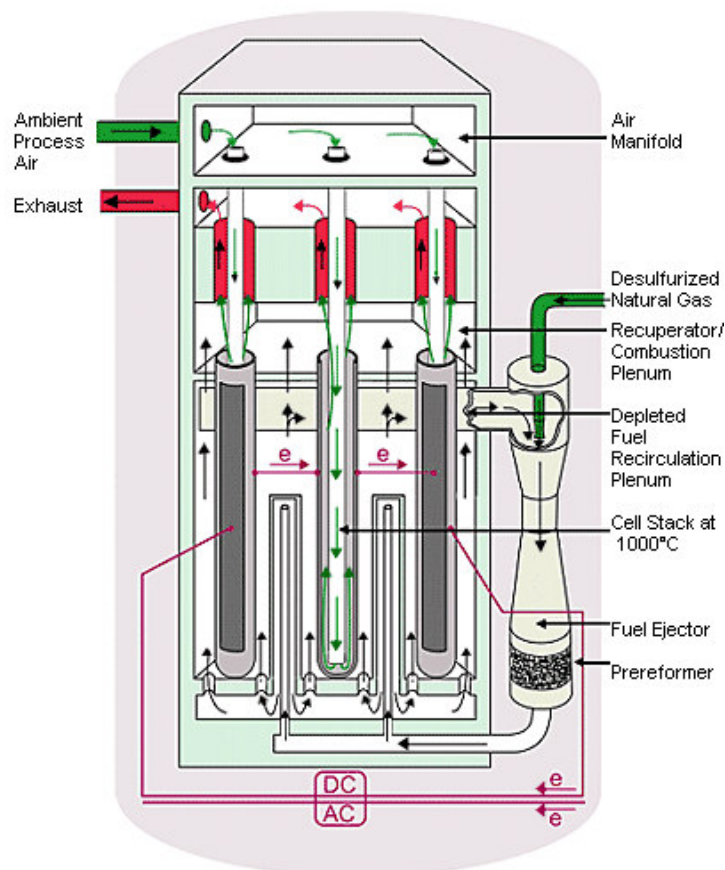 Ambient
Process
Air
Air
Manifold
Exhaust
Desulfurized
Natural Gas
Recuperator/
Combustion
Plenum
Depleted
Fuel
Recirculation
Plenum
e
e
Cell Stack at
1000°C
Fuel Ejector
Prereformer
DC
e
AC
e